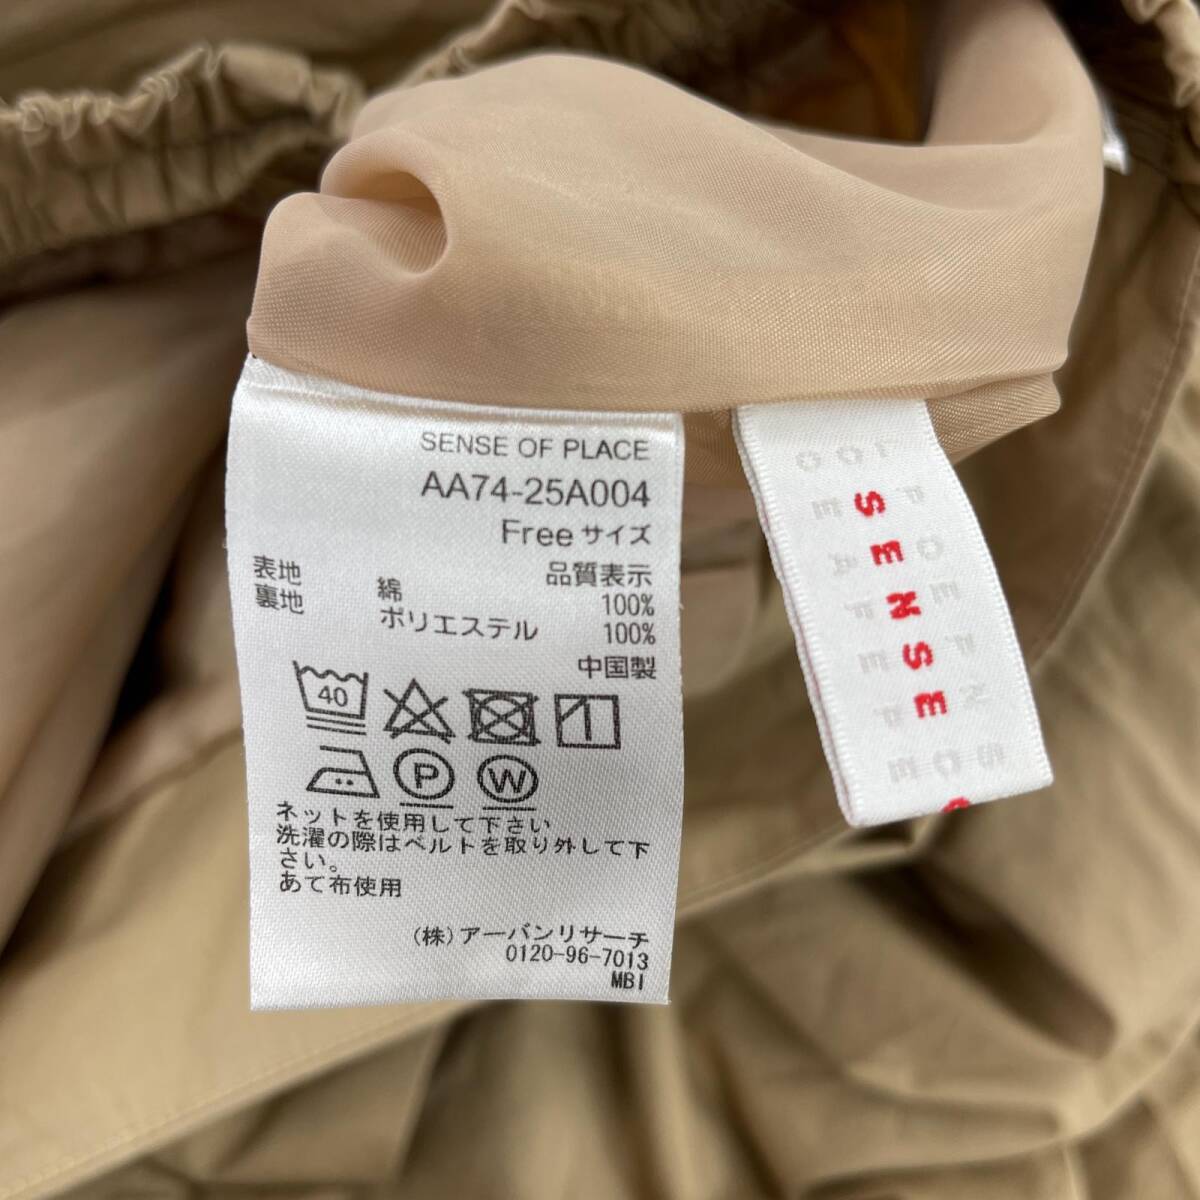 SENSE OF PLACE
AA74-25A004
Freeサイズ
品質表示
表地 綿 100%
裏地 ポリエステル 100%
中国製
40
P W
ネットを使用して下さい
洗濯の際はベルトを取り外して下
さい。
あて布使用
(株)アーバンリサーチ
0120-96-7013
MBI
SENSE